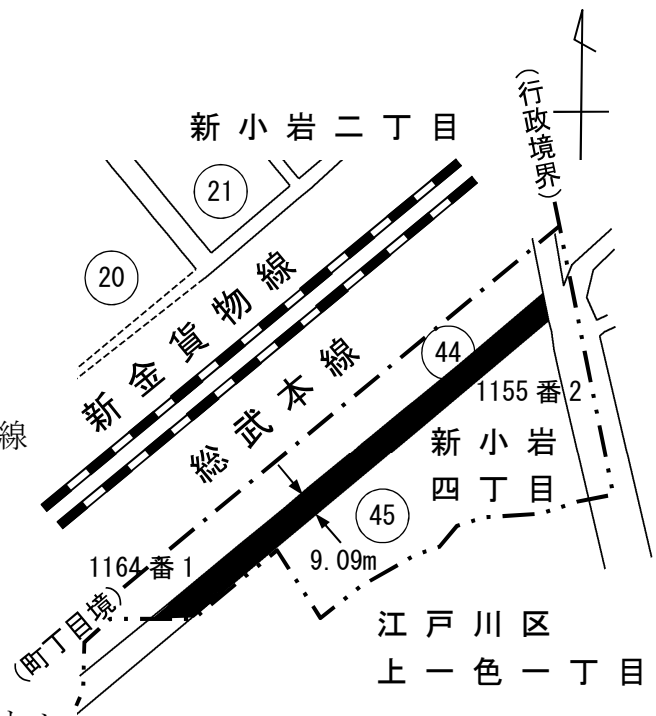 新小岩二丁目
(行政境界)
21
20
新金貨物線
総武本線
44
1155番2
線
新小岩
四丁目
45
9.09m
1164番1
(町丁目境)
江戸川区
上一色一丁目